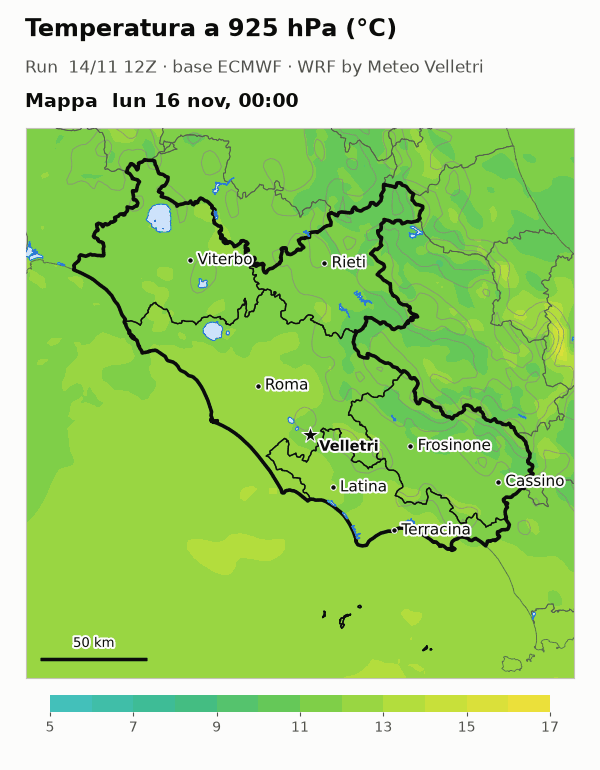 Temperatura a 925 hPa (°C)
Run  14/11 12Z · base ECMWF · WRF by Meteo Velletri
Mappa  lun 16 nov, 00:00
Viterbo
Rieti
Roma
Velletri
Frosinone
Latina
Cassino
Terracina
50 km
5 7 9 11 13 15 17